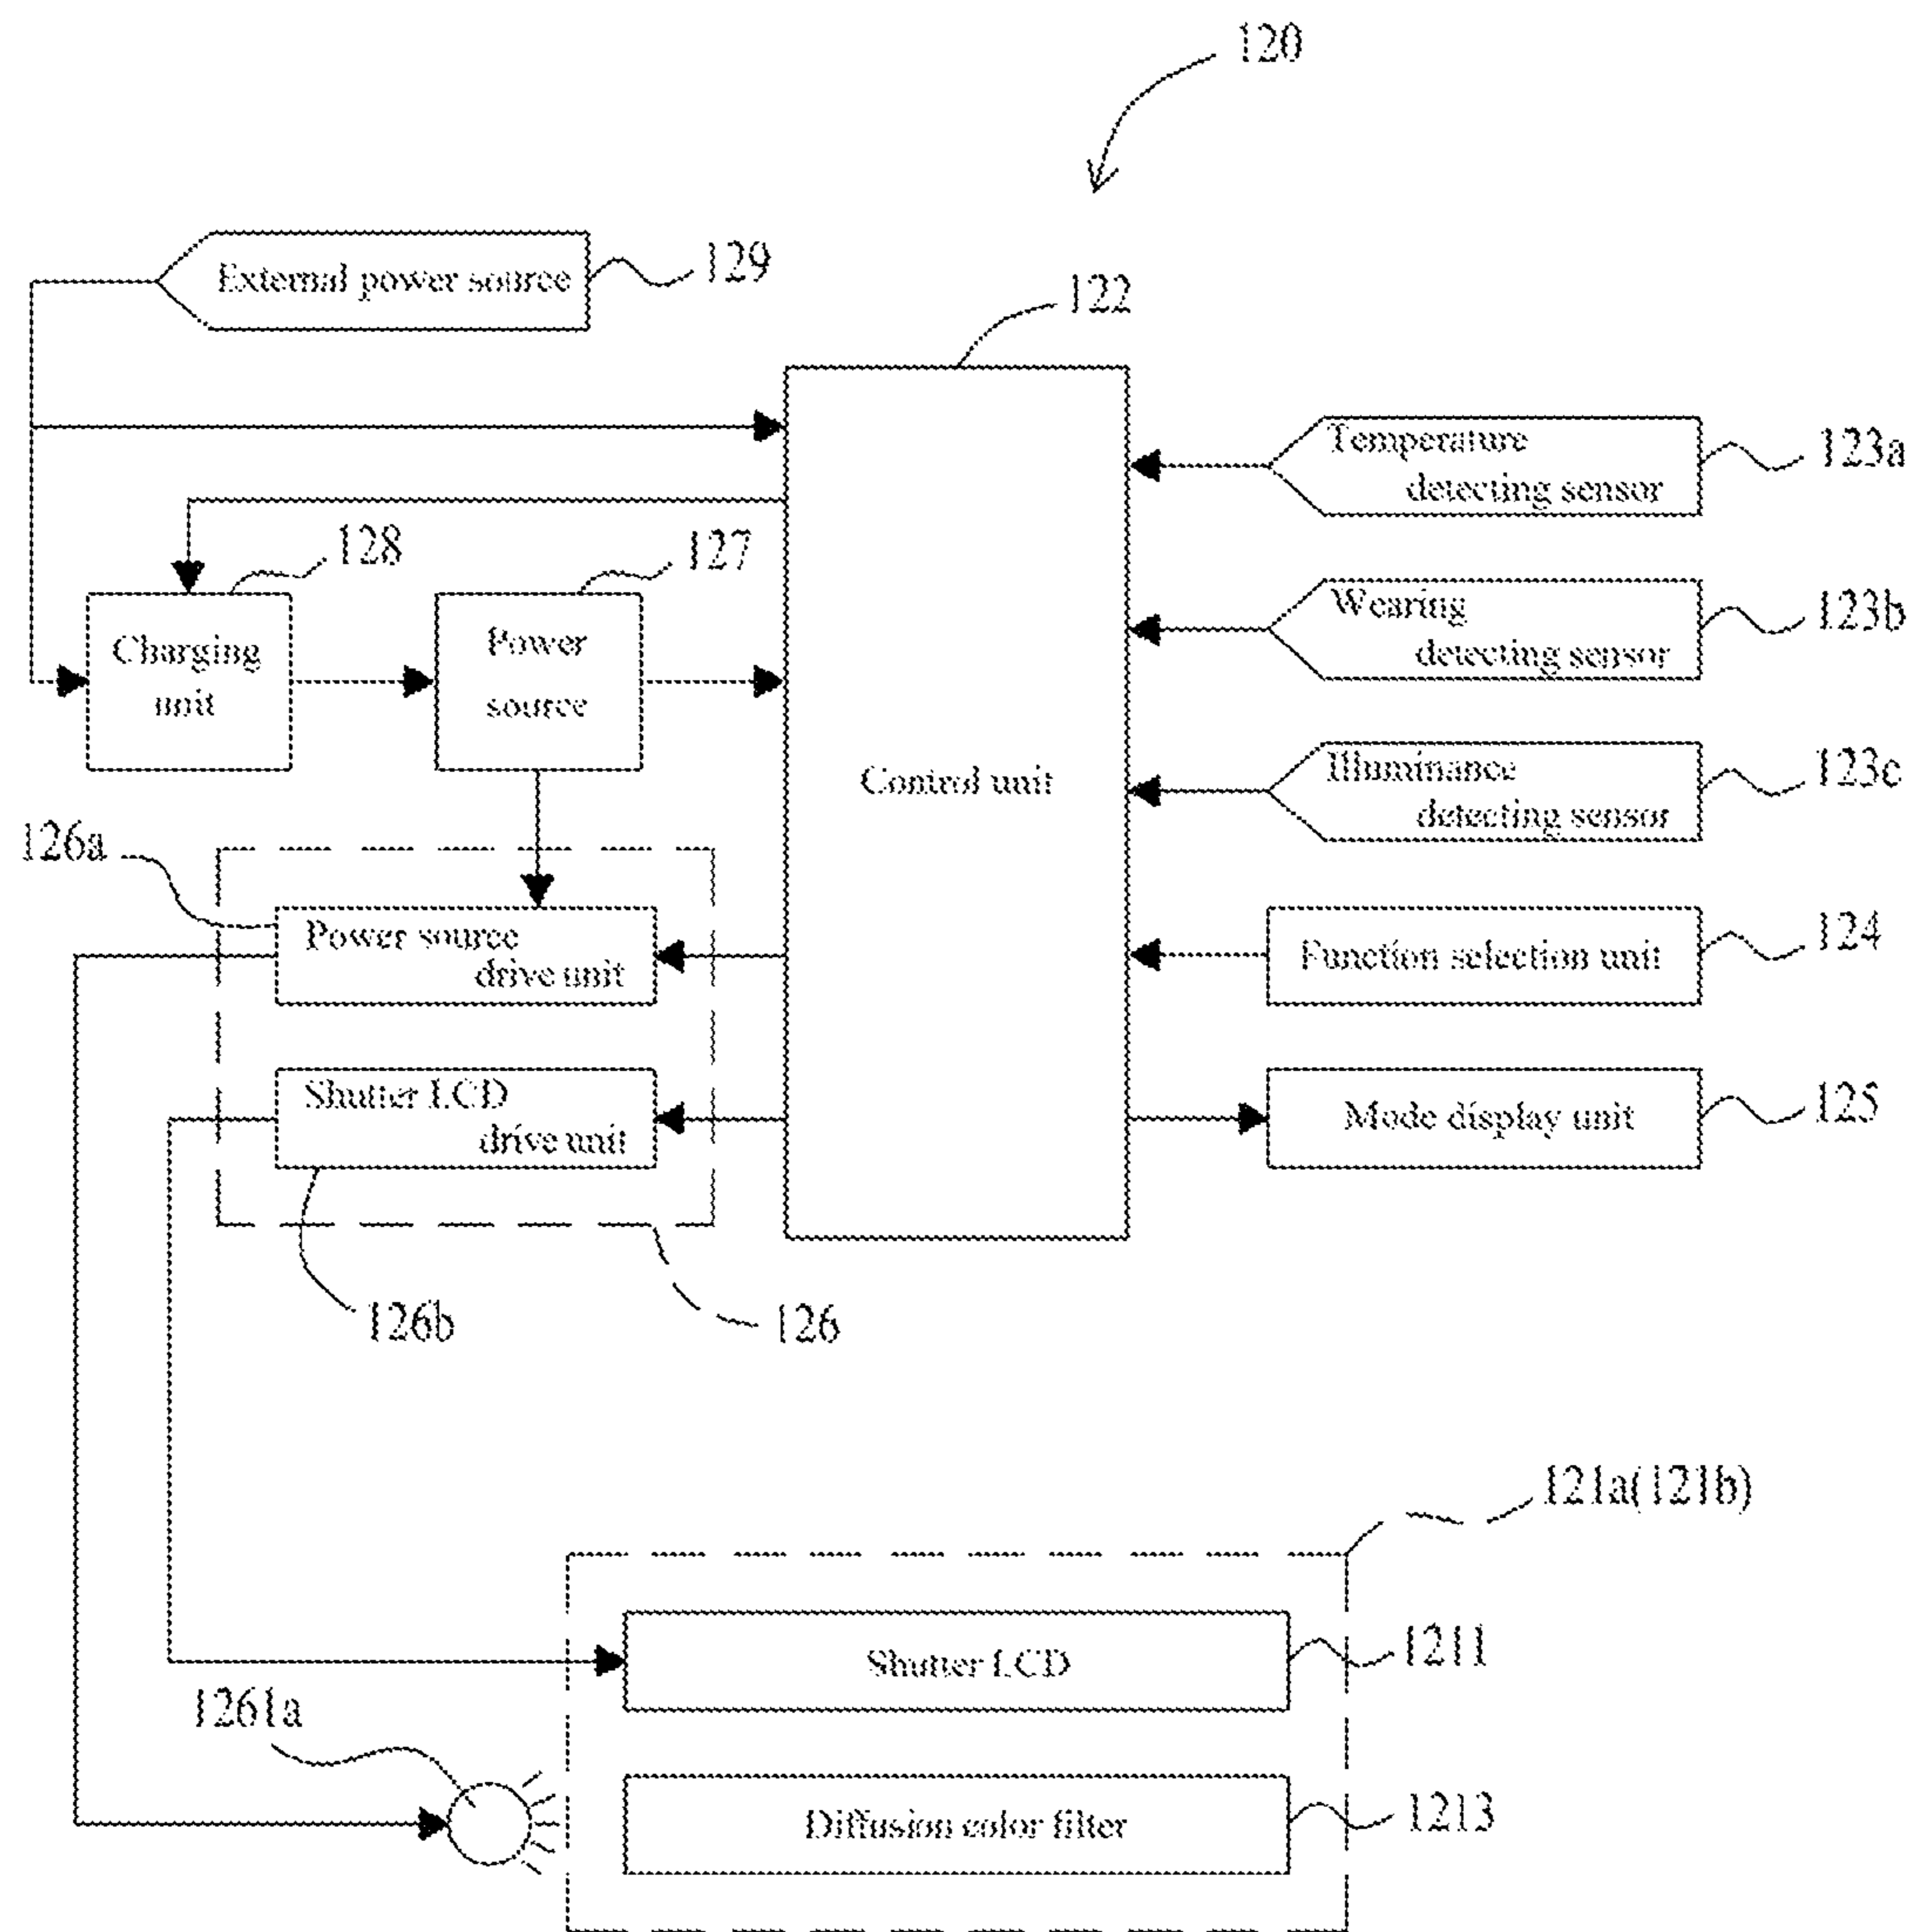 120
External power source
129
122
Temperature
detecting sensor
123a
128
127
Wearing
detecting sensor
123b
Charging
unit
Power
source
Control unit
Illuminance
detecting sensor
123c
126a
Power source
drive unit
Function selection unit
124
Shutter LCD
drive unit
Mode display unit
125
126b
126
121a(121b)
Shutter LCD
1211
1261a
Diffusion color filter
1213